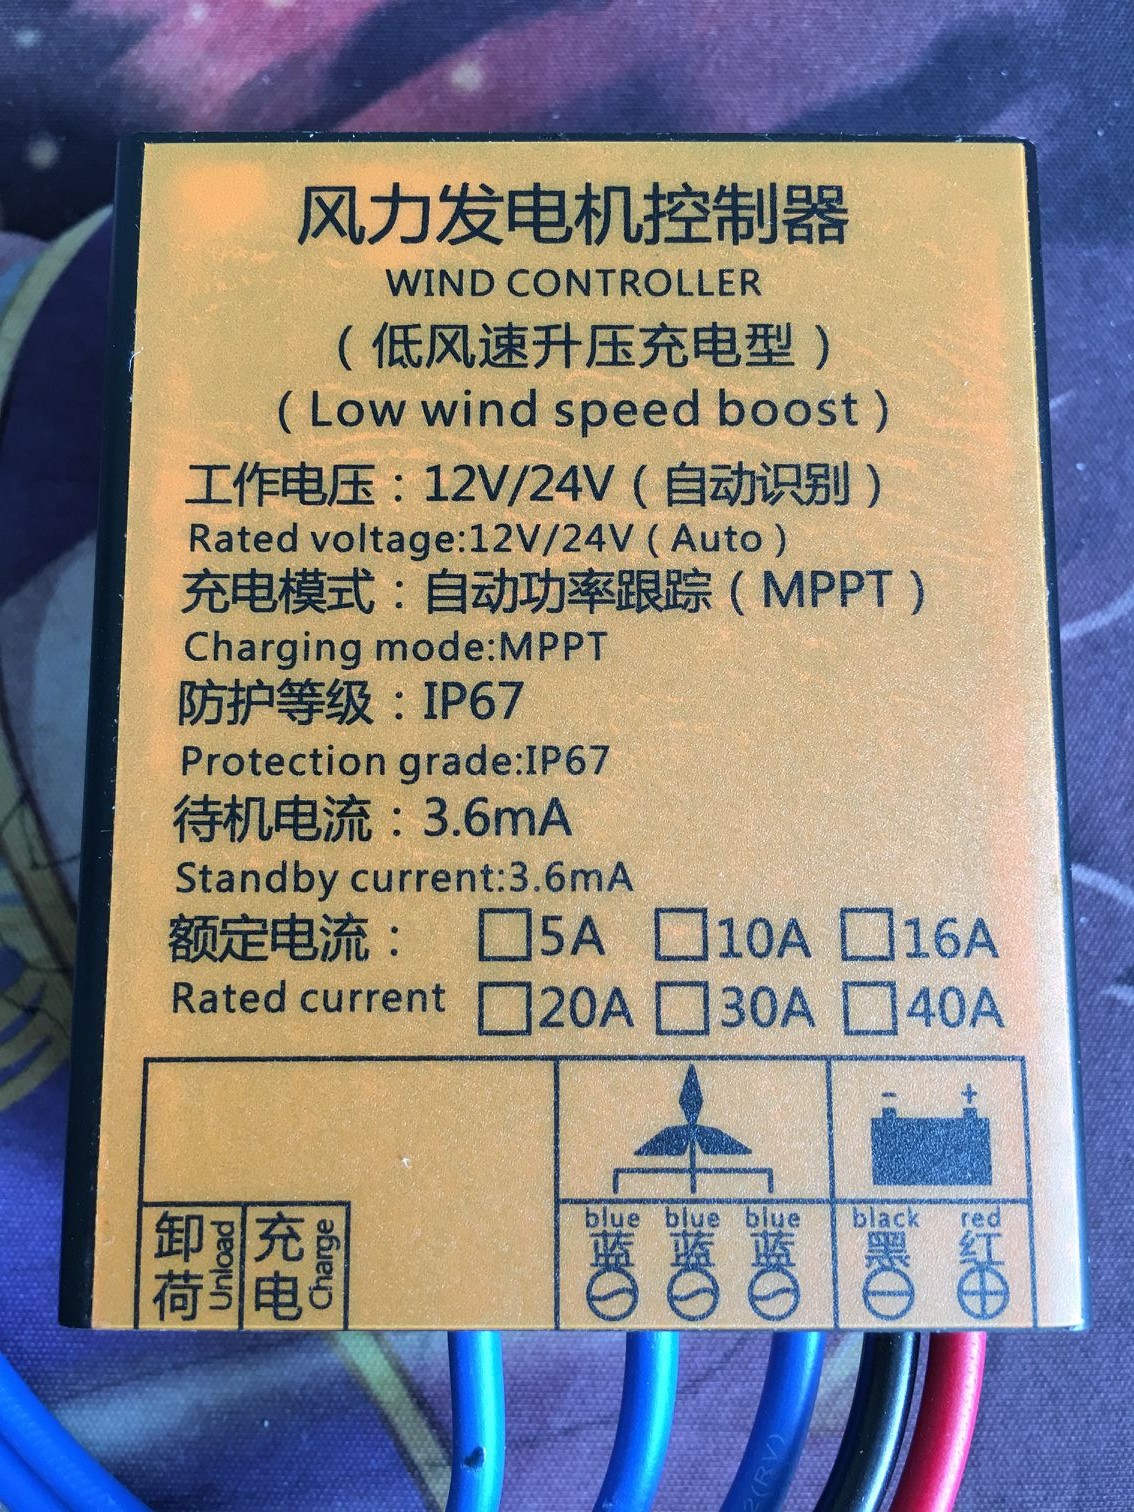 风力发电机控制器
WIND CONTROLLER
（低风速升压充电型）
（Low wind speed boost）
工作电压：12V/24V（自动识别）
Rated voltage:12V/24V（Auto）
充电模式：自动功率跟踪（MPPT）
Charging mode:MPPT
防护等级：IP67
Protection grade:IP67
待机电流：3.6mA
Standby current:3.6mA
额定电流：□5A □10A □16A
Rated current □20A □30A □40A
- +
blue blue blue black red
蓝 蓝 蓝 黑 红
卸荷 Unload 充电 Charge
2(RV)